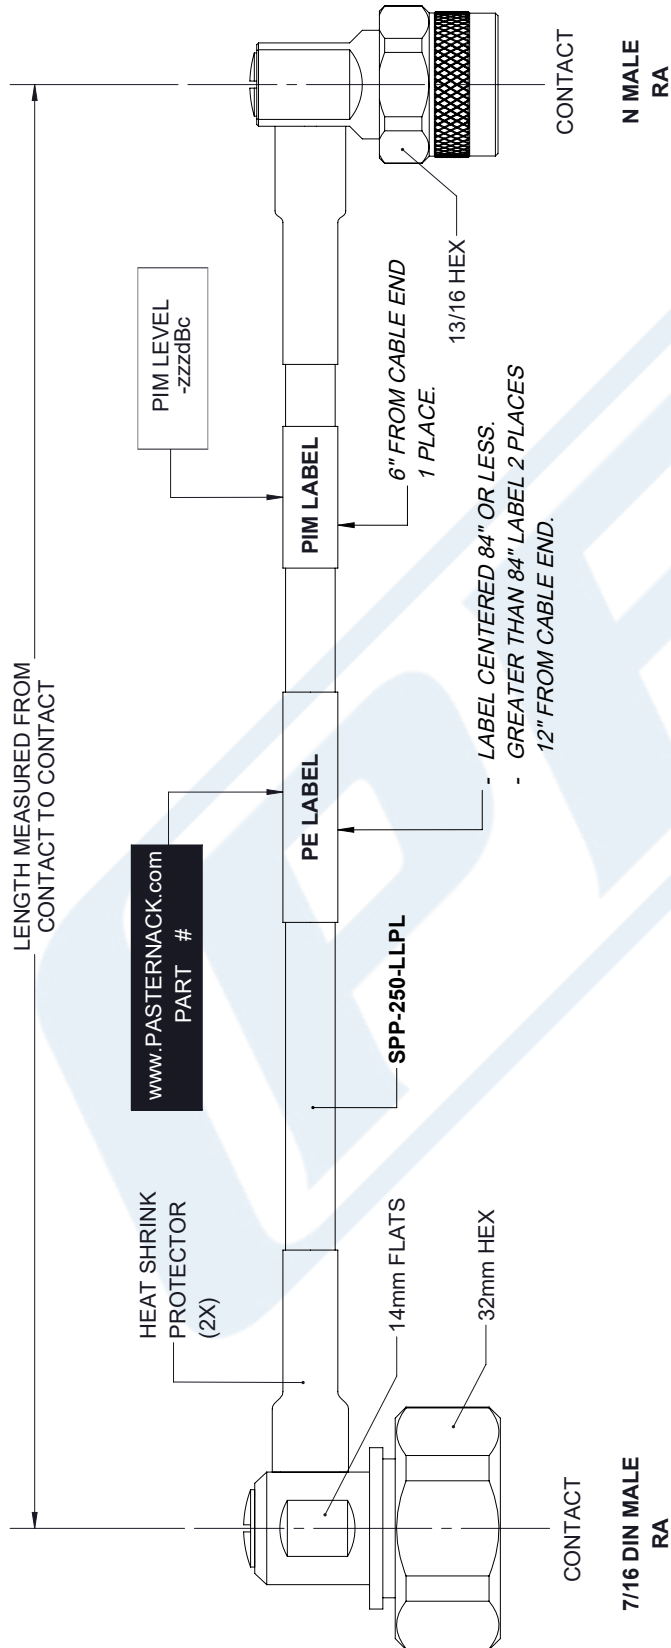 LENGTH MEASURED FROM
CONTACT TO CONTACT
www.PASTERNACK.com
PART #
PIM LEVEL
-zzzdBc
HEAT SHRINK
PROTECTOR
(2X)
PE LABEL
PIM LABEL
14mm FLATS
SPP-250-LLPL
6" FROM CABLE END
1 PLACE.
13/16 HEX
32mm HEX
- LABEL CENTERED 84" OR LESS.
- GREATER THAN 84" LABEL 2 PLACES
12" FROM CABLE END.
CONTACT
7/16 DIN MALE
RA
CONTACT
N MALE
RA